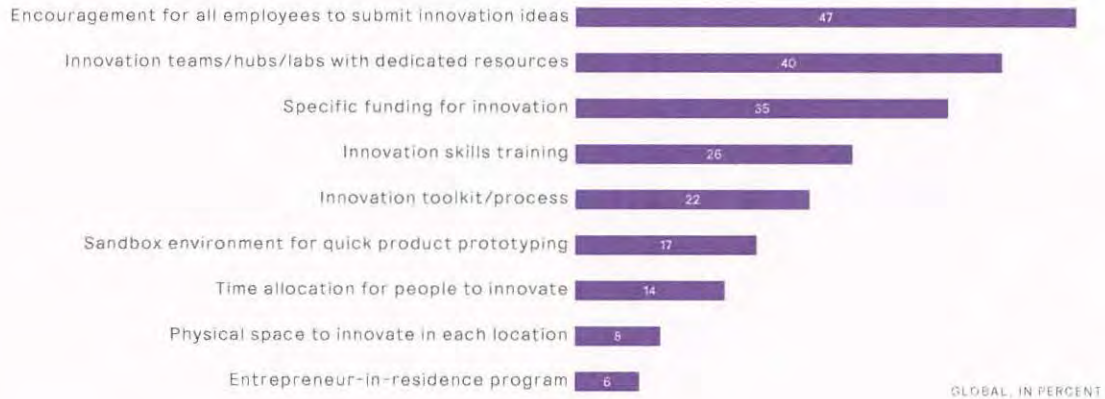 Encouragement for all employees to submit innovation ideas 47
Innovation teams/hubs/labs with dedicated resources 40
Specific funding for innovation 35
Innovation skills training 26
Innovation toolkit/process 22
Sandbox environment for quick product prototyping 17
Time allocation for people to innovate 14
Physical space to innovate in each location 8
Entrepreneur-in-residence program 6
GLOBAL, IN PERCENT